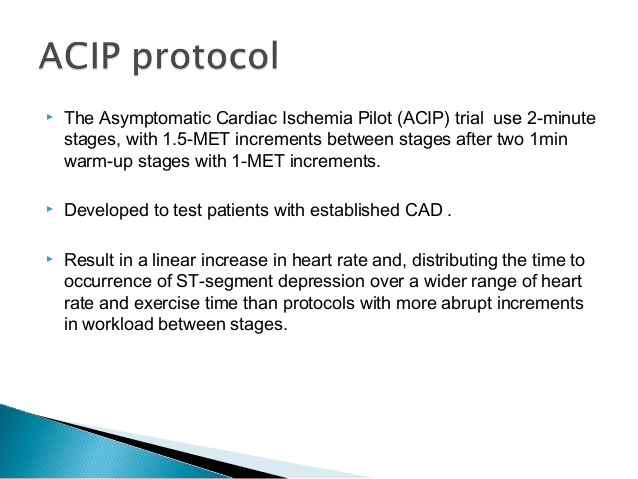 ACIP protocol
The Asymptomatic Cardiac Ischemia Pilot (ACIP) trial  use 2-minute
stages, with 1.5-MET increments between stages after two 1min
warm-up stages with 1-MET increments.
Developed to test patients with established CAD .
Result in a linear increase in heart rate and, distributing the time to
occurrence of ST-segment depression over a wider range of heart
rate and exercise time than protocols with more abrupt increments
in workload between stages.